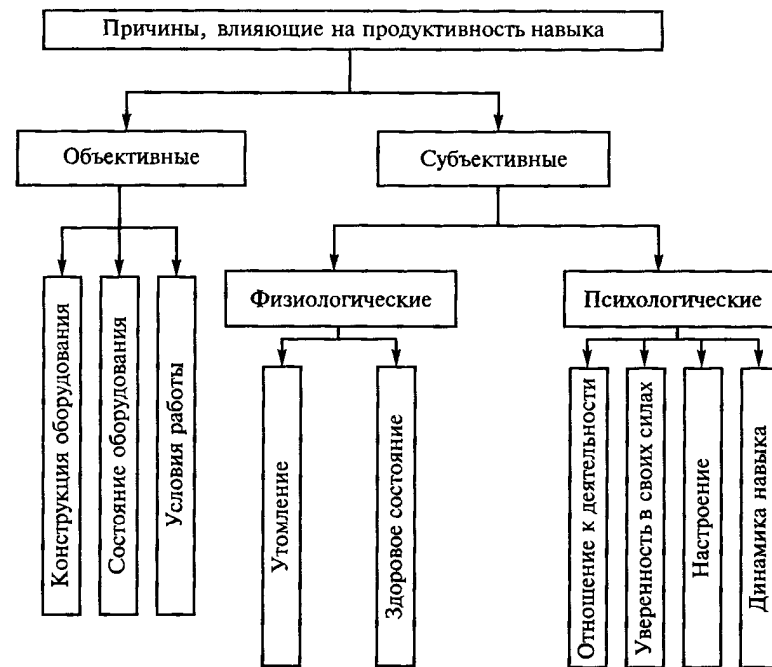 Причины, влияющие на продуктивность навыка
Объективные
Субъективные
Физиологические
Психологические
Конструкция оборудования
Состояние оборудования
Условия работы
Утомление
Здоровое состояние
Отношение к деятельности
Уверенность в своих силах
Настроение
Динамика навыка